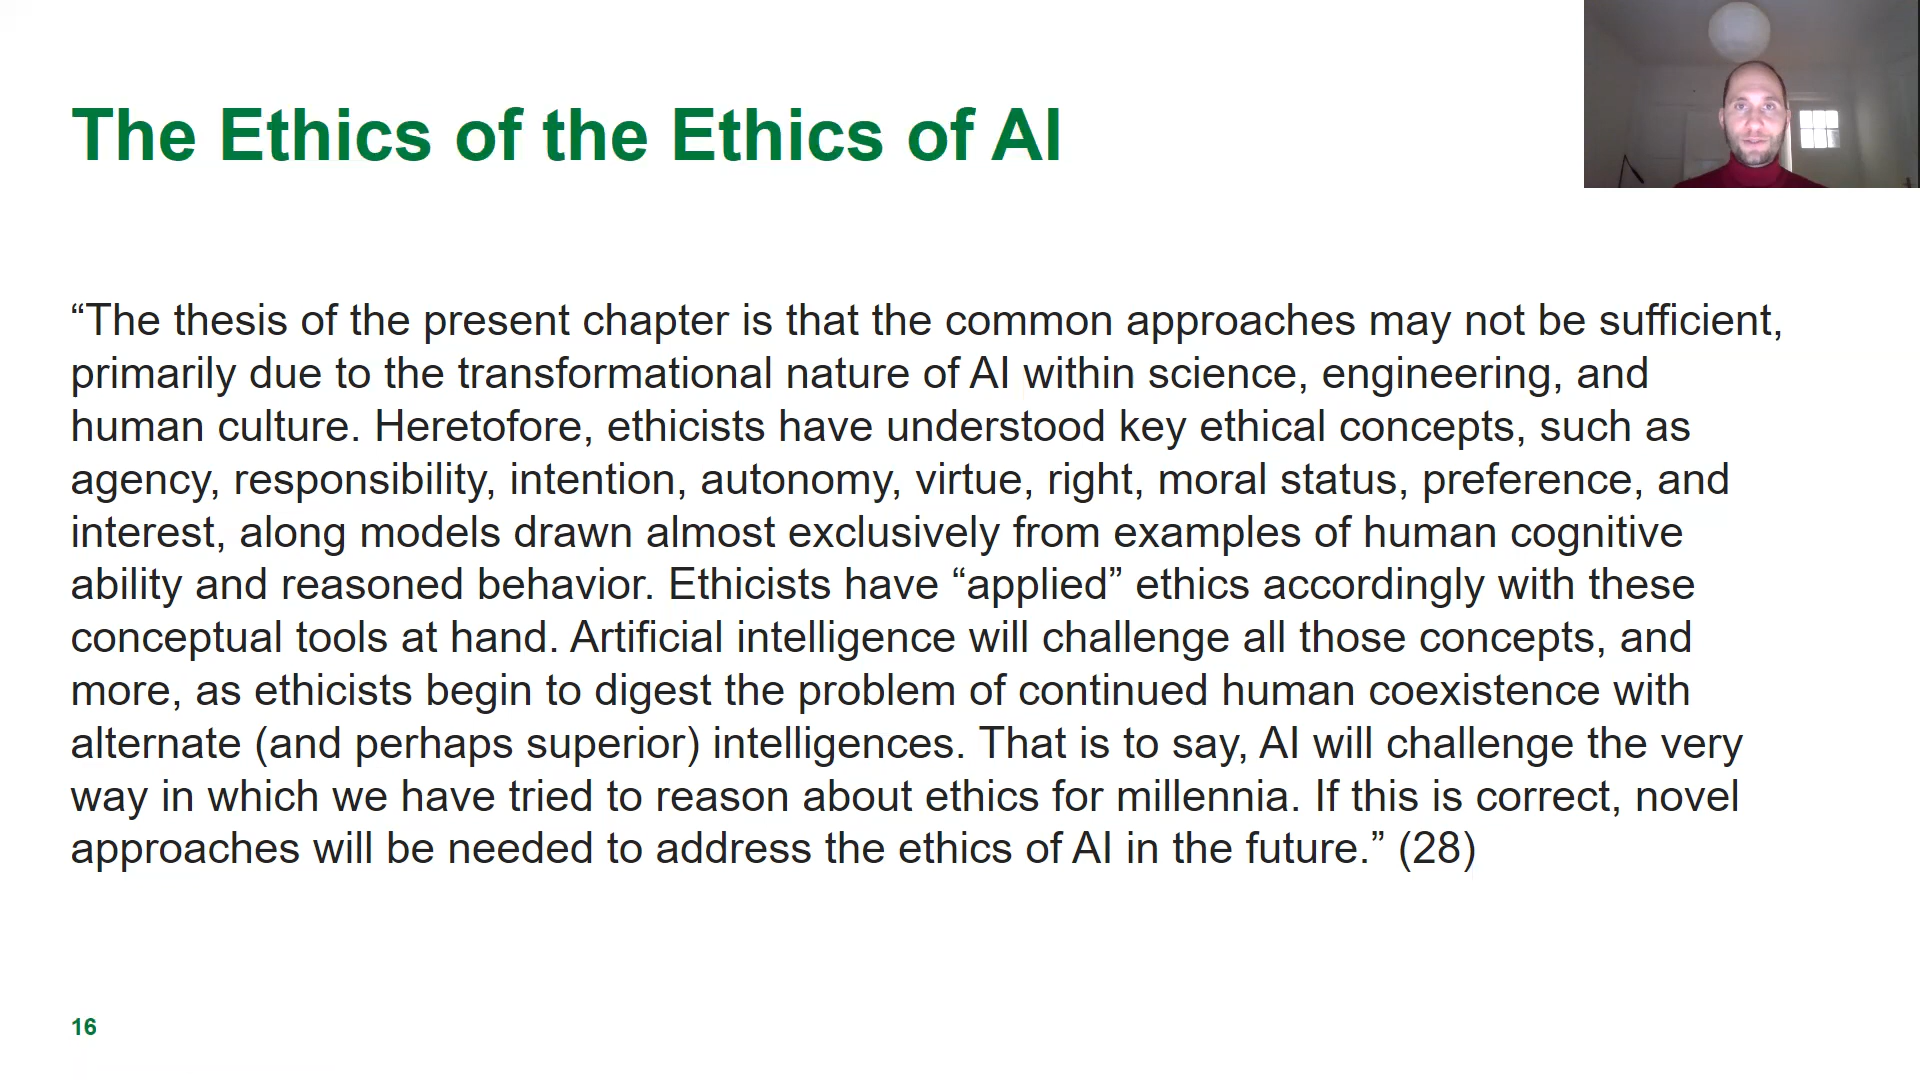 The Ethics of the Ethics of AI
“The thesis of the present chapter is that the common approaches may not be sufficient,
primarily due to the transformational nature of AI within science, engineering, and
human culture. Heretofore, ethicists have understood key ethical concepts, such as
agency, responsibility, intention, autonomy, virtue, right, moral status, preference, and
interest, along models drawn almost exclusively from examples of human cognitive
ability and reasoned behavior. Ethicists have “applied” ethics accordingly with these
conceptual tools at hand. Artificial intelligence will challenge all those concepts, and
more, as ethicists begin to digest the problem of continued human coexistence with
alternate (and perhaps superior) intelligences. That is to say, AI will challenge the very
way in which we have tried to reason about ethics for millennia. If this is correct, novel
approaches will be needed to address the ethics of AI in the future.” (28)
16